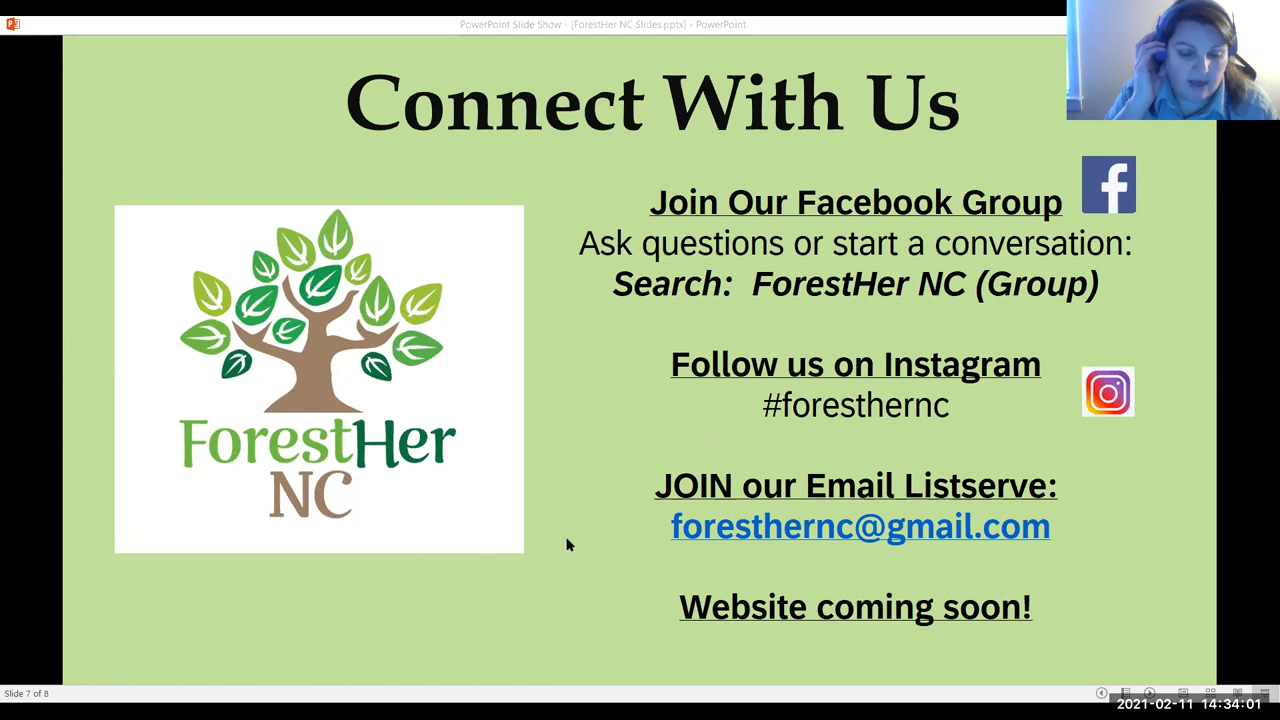 PowerPoint Slide Show - [ForestHer NC Slides.pptx] - PowerPoint
Connect With Us
Join Our Facebook Group
Ask questions or start a conversation:
Search: ForestHer NC (Group)
Follow us on Instagram
#foresthernc
JOIN our Email Listserve:
foresthernc@gmail.com
Website coming soon!
ForestHer
NC
Slide 7 of 8
2021-02-11 14:34:01